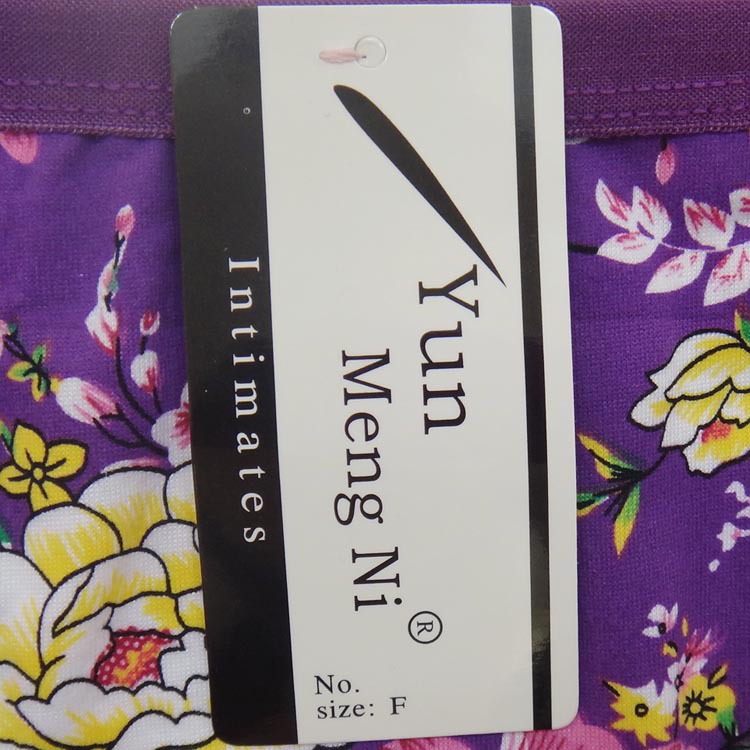 Intimates
Yun
Meng Ni ®
No.
size: F